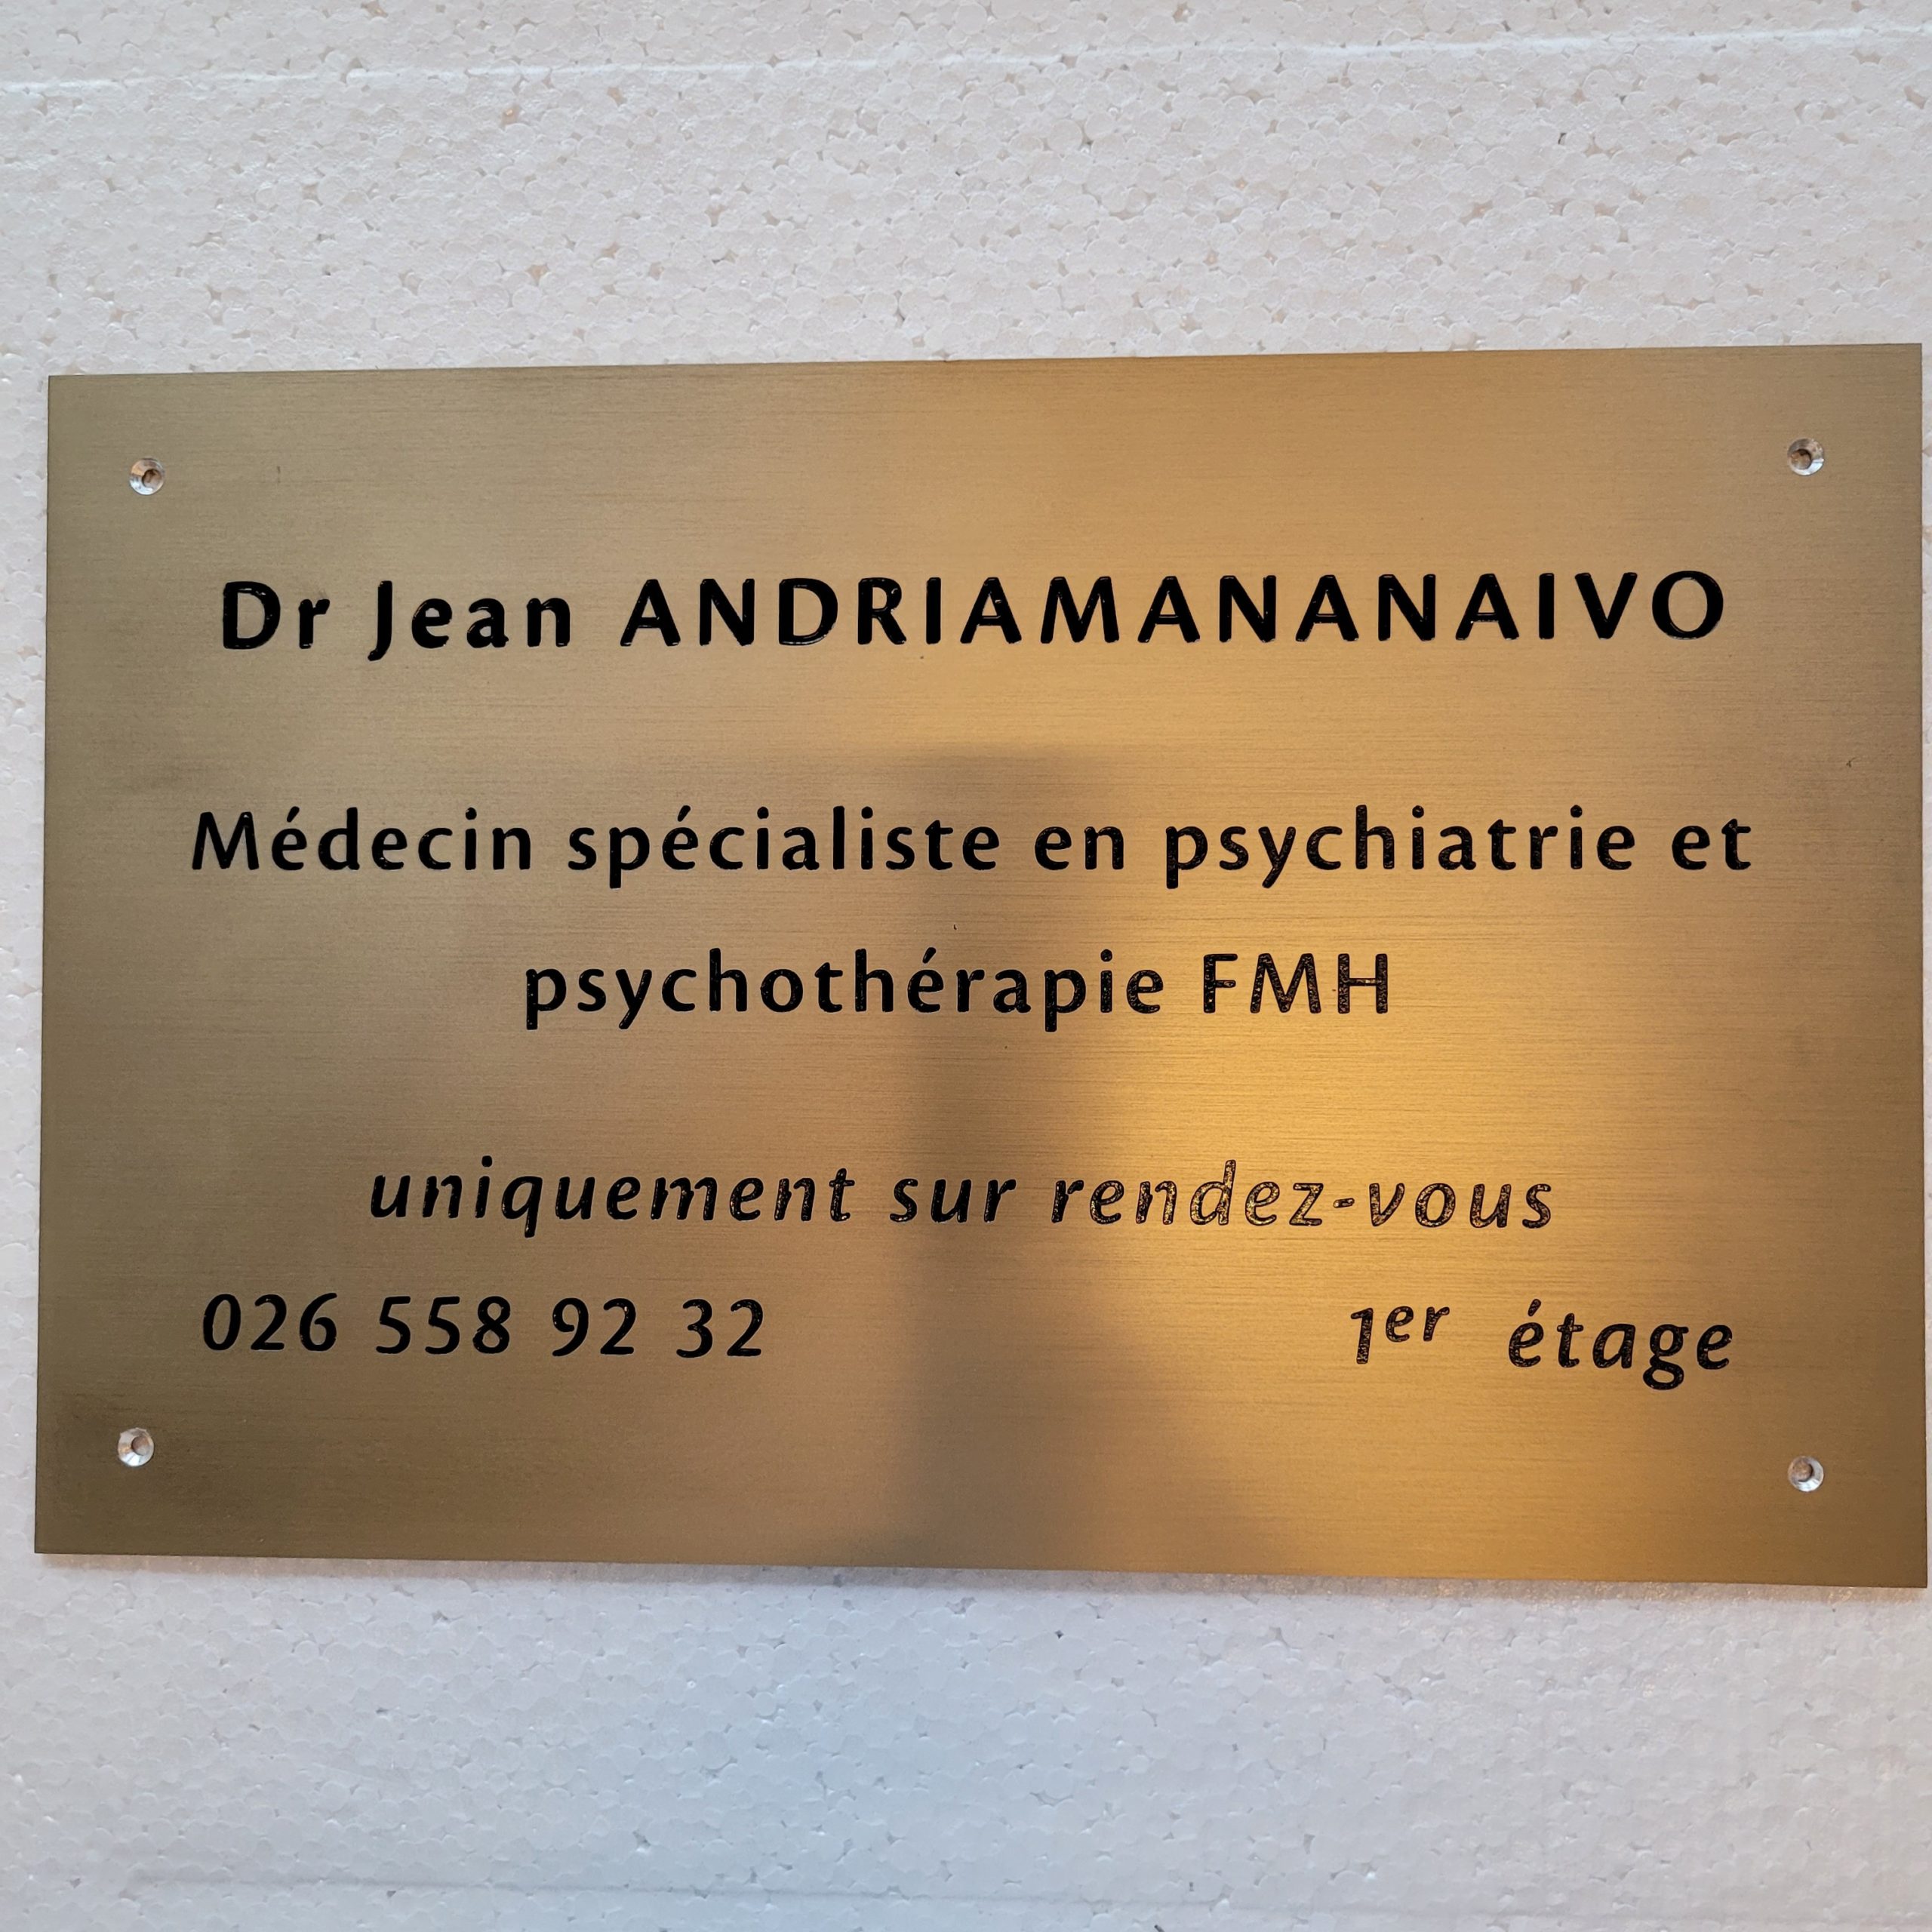 Dr Jean ANDRIAMANANAIVO
Médecin spécialiste en psychiatrie et
psychothérapie FMH
uniquement sur rendez-vous
026 558 92 32 1er étage